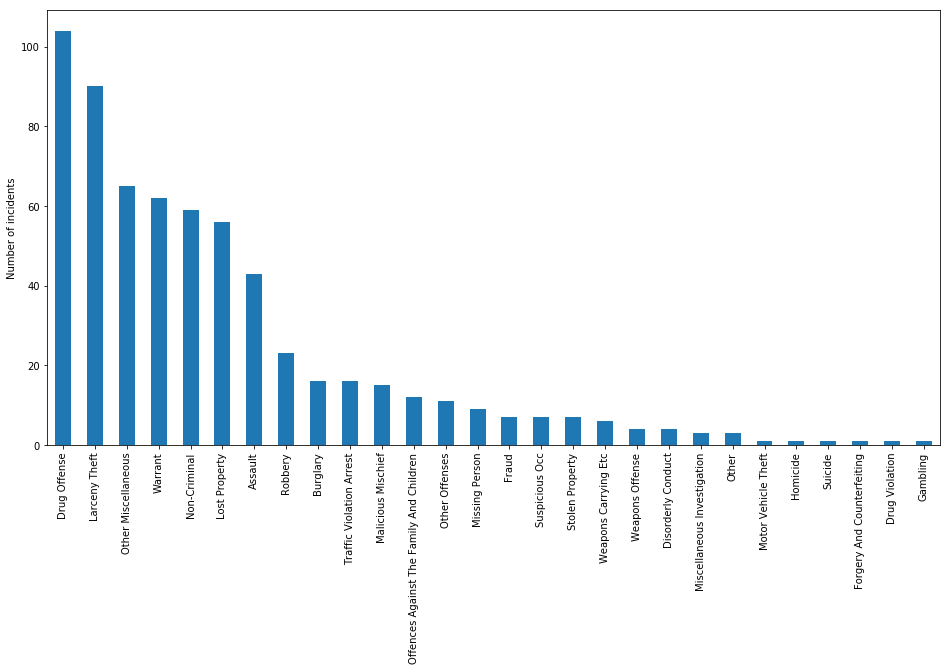 100
80
60
40
20
0
Number of incidents
Drug Offense
Larceny Theft
Other Miscellaneous
Warrant
Non-Criminal
Lost Property
Assault
Robbery
Burglary
Traffic Violation Arrest
Malicious Mischief
Offences Against The Family And Children
Other Offenses
Missing Person
Fraud
Suspicious Occ
Stolen Property
Weapons Carrying Etc
Weapons Offense
Disorderly Conduct
Miscellaneous Investigation
Other
Motor Vehicle Theft
Homicide
Suicide
Forgery And Counterfeiting
Drug Violation
Gambling